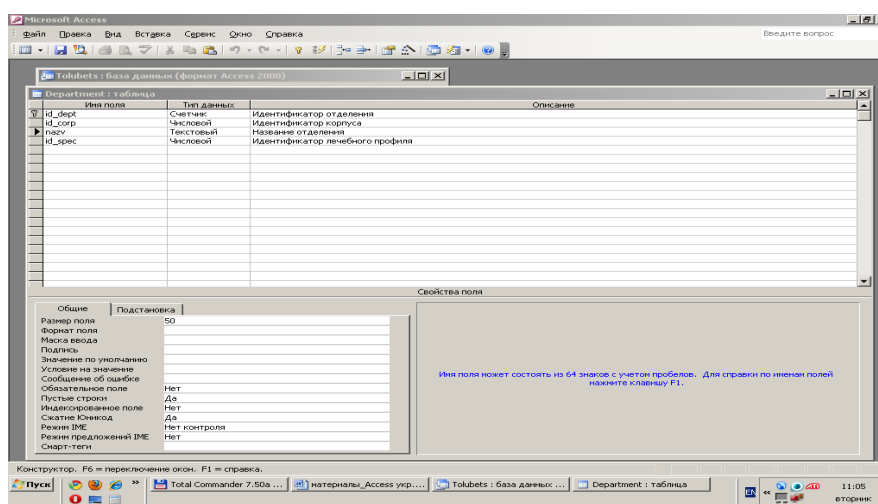 Microsoft Access
Файл Правка Вид Вставка Сервис Окно Справка Введите вопрос
Tolubets : база данных (формат Access 2000)
Department : таблица
Имя поля Тип данных Описание
id_dept Счетчик Идентификатор отделения
id_corp Числовой Идентификатор корпуса
nazv Текстовый Название отделения
id_spec Числовой Идентификатор лечебного профиля
Свойства поля
Общие Подстановка
Размер поля 50
Формат поля
Маска ввода
Подпись
Значение по умолчанию
Условие на значение
Сообщение об ошибке
Обязательное поле Нет
Пустые строки Да
Индексированное поле Нет
Сжатие Юникод Да
Режим IME Нет контроля
Режим предложений IME Нет
Смарт-теги
Имя поля может состоять из 64 знаков с учетом пробелов. Для справки по именам полей
нажмите клавишу F1.
Конструктор. F6 = переключение окон. F1 = справка.
Пуск Total Commander 7.50a ... материалы_Access укр.... Tolubets : база данных ... Department : таблица EN 11:05
вторник